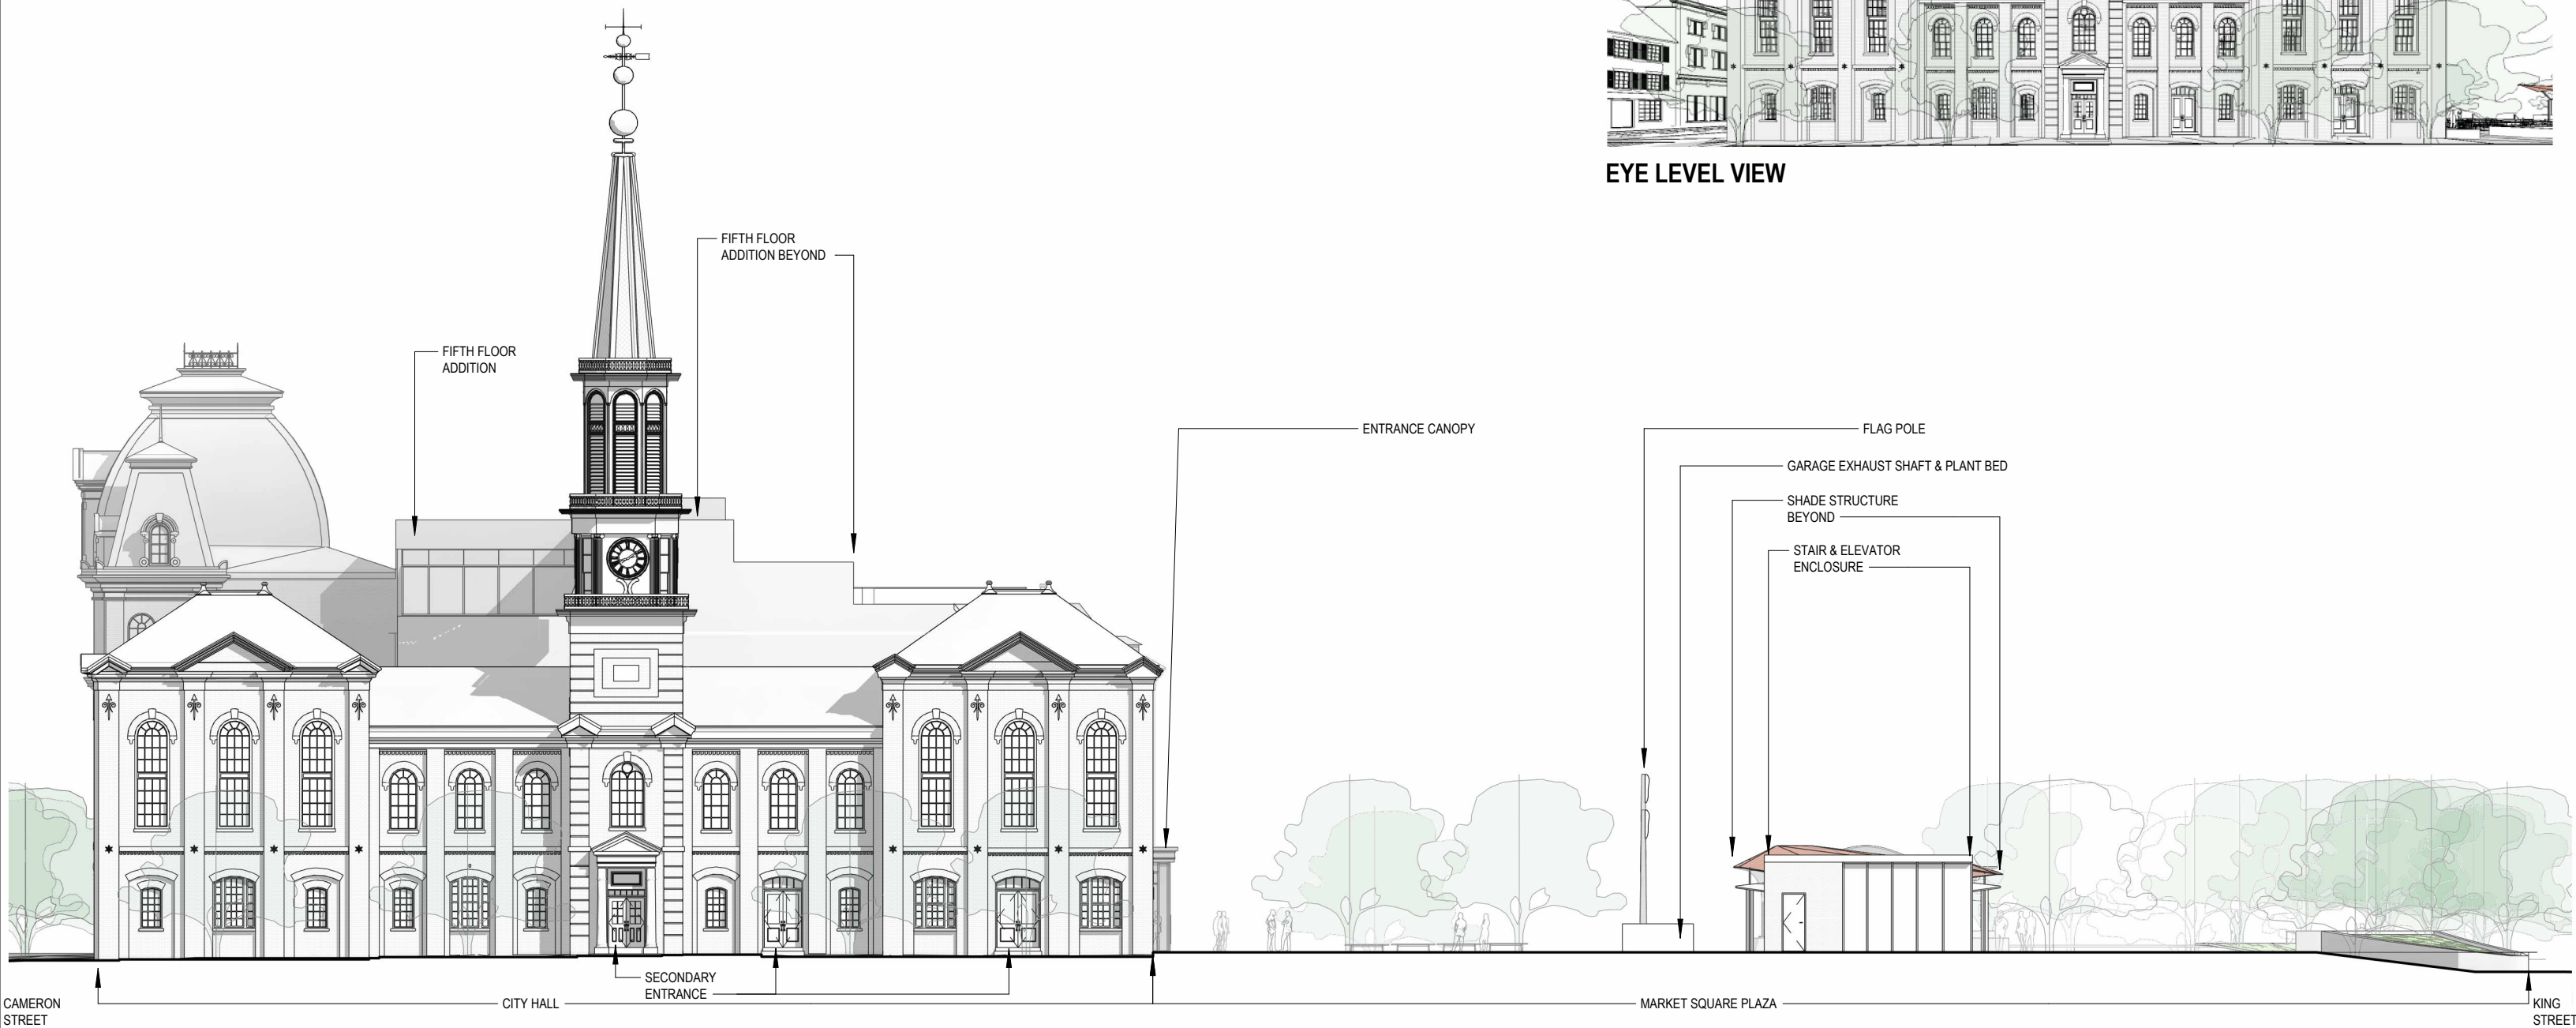 EYE LEVEL VIEW
FIFTH FLOOR
ADDITION BEYOND
FIFTH FLOOR
ADDITION
ENTRANCE CANOPY
FLAG POLE
GARAGE EXHAUST SHAFT & PLANT BED
SHADE STRUCTURE
BEYOND
STAIR & ELEVATOR
ENCLOSURE
SECONDARY
ENTRANCE
CAMERON
STREET
CITY HALL
MARKET SQUARE PLAZA
KING
STREET